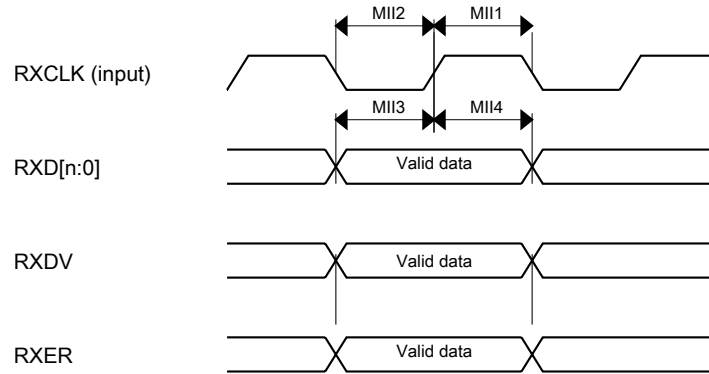 MII2 MII1
RXCLK (input)
MII3 MII4
RXD[n:0] Valid data
RXDV Valid data
RXER Valid data